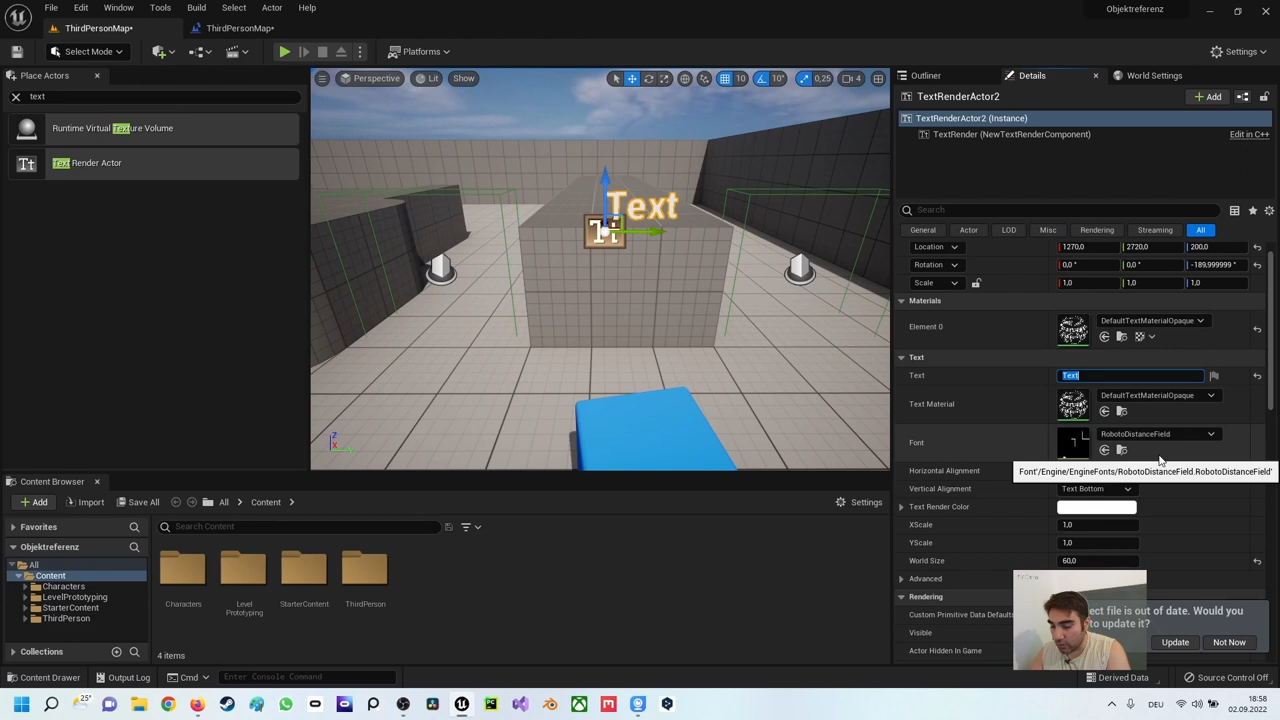 File Edit Window Tools Build Select Actor Help
Objektreferenz
ThirdPersonMap*
ThirdPersonMap*
Select Mode
Platforms
Settings
Place Actors
text
Runtime Virtual Texture Volume
Text Render Actor
Perspective Lit Show
10 10° 0,25 4
Text
Outliner Details World Settings
TextRenderActor2
Add
TextRenderActor2 (Instance)
TextRender (NewTextRenderComponent) Edit in C++
Search
General Actor LOD Misc Rendering Streaming All
Location 1270,0 2720,0 200,0
Rotation 0,0 ° 0,0 ° -189,999999 °
Scale 1,0 1,0 1,0
Materials
Element 0 DefaultTextMaterialOpaque
Text
Text Text
Text Material DefaultTextMaterialOpaque
Font RobotoDistanceField
Font'/Engine/EngineFonts/RobotoDistanceField.RobotoDistanceField'
Horizontal Alignment
Vertical Alignment Text Bottom
Text Render Color
XScale 1,0
YScale 1,0
World Size 60,0
Advanced
Rendering
Custom Primitive Data Defaults
Visible
Actor Hidden In Game
ect file is out of date. Would you
to update it?
Update Not Now
Content Browser
Add Import Save All All Content Settings
Favorites
Search Content
Objektreferenz
All
Content
Characters
LevelPrototyping
StarterContent
ThirdPerson
Collections
Characters
Level
Prototyping
StarterContent
ThirdPerson
4 items
Content Drawer Output Log Cmd Enter Console Command Derived Data Source Control Off
25°
DEU
18:58
02.09.2022